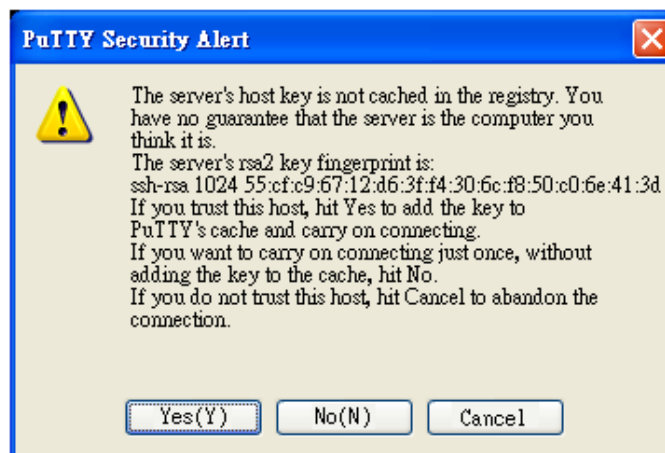 PuTTY Security Alert
The server's host key is not cached in the registry. You
have no guarantee that the server is the computer you
think it is.
The server's rsa2 key fingerprint is:
ssh-rsa 1024 55:cf:c9:67:12:d6:3f:f4:30:6c:f8:50:c0:6e:41:3d
If you trust this host, hit Yes to add the key to
PuTTY's cache and carry on connecting.
If you want to carry on connecting just once, without
adding the key to the cache, hit No.
If you do not trust this host, hit Cancel to abandon the
connection.
Yes(Y) No(N) Cancel